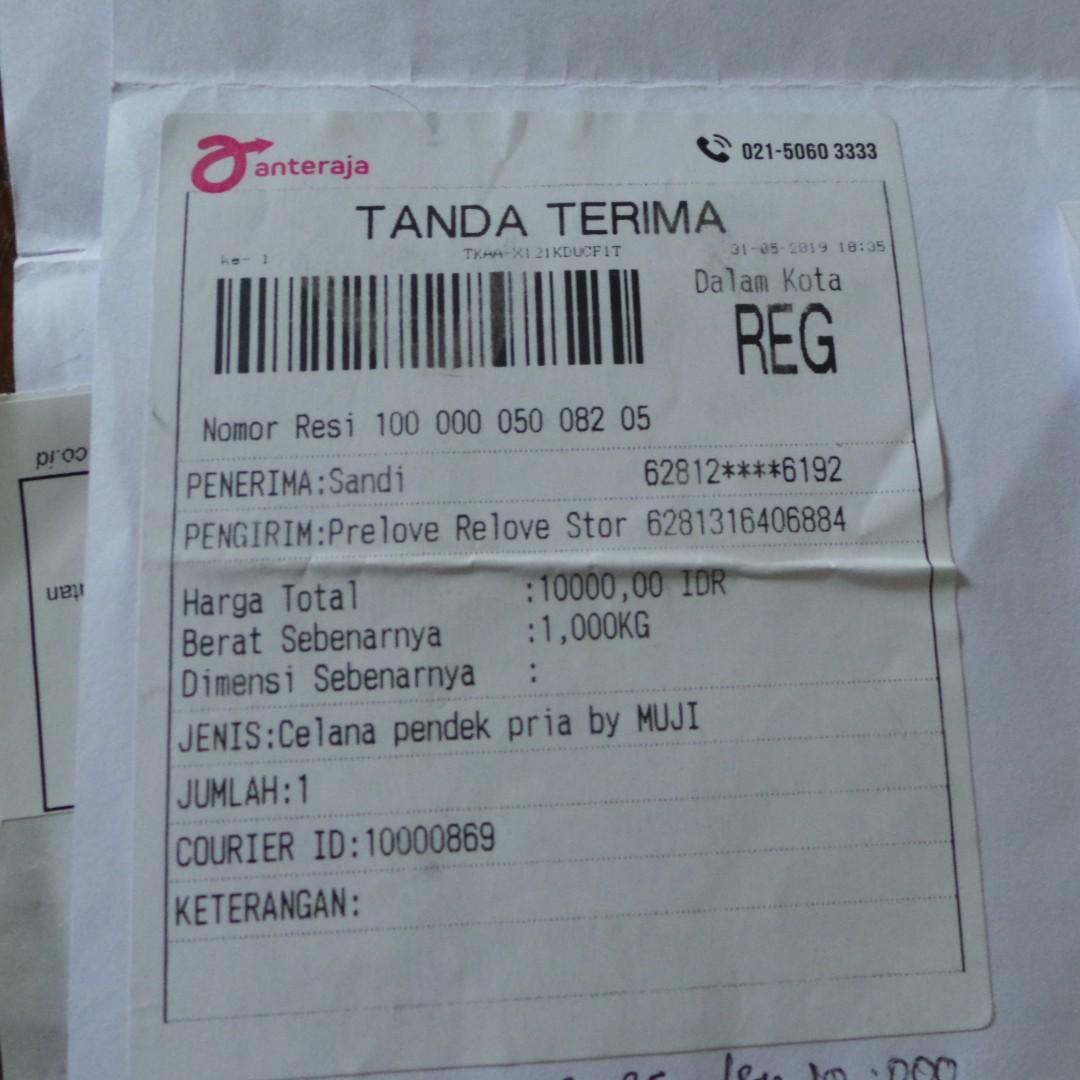 anteraja
021-5060 3333
TANDA TERIMA
ke- 1
TKAA-X121KDUCF1T
31-05-2019 18:35
Dalam Kota
REG
Nomor Resi 100 000 050 082 05
PENERIMA:Sandi 62812****6192
PENGIRIM:Prelove Relove Stor 6281316406884
Harga Total :10000,00 IDR
Berat Sebenarnya :1,000KG
Dimensi Sebenarnya :
JENIS:Celana pendek pria by MUJI
JUMLAH:1
COURIER ID:10000869
KETERANGAN:
co.id